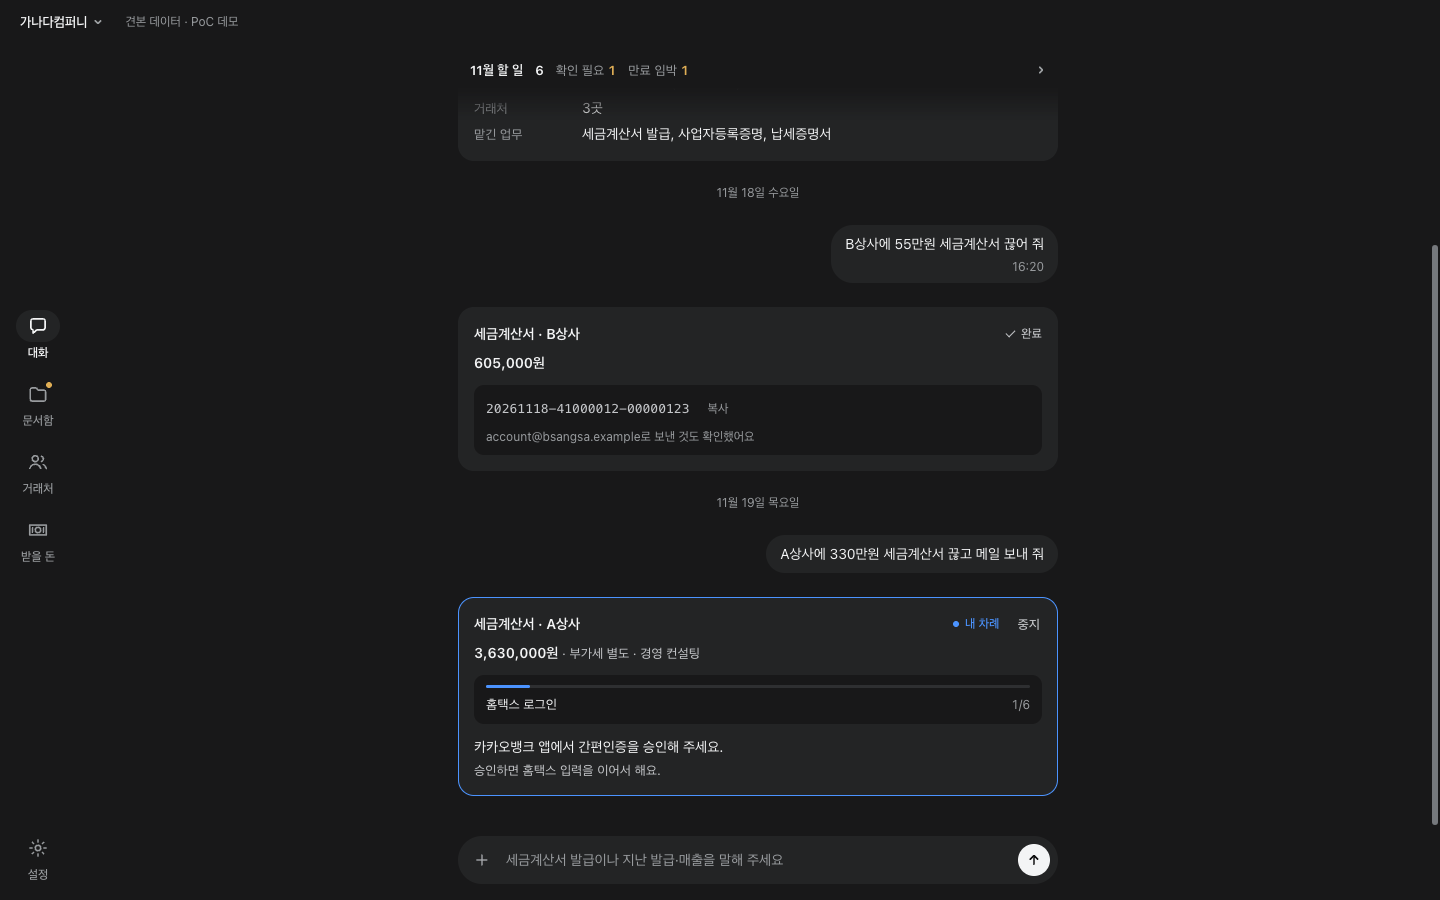 가나다컴퍼니
견본 데이터 · PoC 데모
11월 할 일 6 확인 필요 1 만료 임박 1
거래처 3곳
맡긴 업무 세금계산서 발급, 사업자등록증명, 납세증명서
11월 18일 수요일
B상사에 55만원 세금계산서 끊어 줘
16:20
세금계산서 · B상사 완료
605,000원
20261118-41000012-00000123 복사
account@bsangsa.example로 보낸 것도 확인했어요
11월 19일 목요일
A상사에 330만원 세금계산서 끊고 메일 보내 줘
세금계산서 · A상사 내 차례 중지
3,630,000원 · 부가세 별도 · 경영 컨설팅
홈택스 로그인 1/6
카카오뱅크 앱에서 간편인증을 승인해 주세요.
승인하면 홈택스 입력을 이어서 해요.
세금계산서 발급이나 지난 발급·매출을 말해 주세요
대화
문서함
거래처
받을 돈
설정